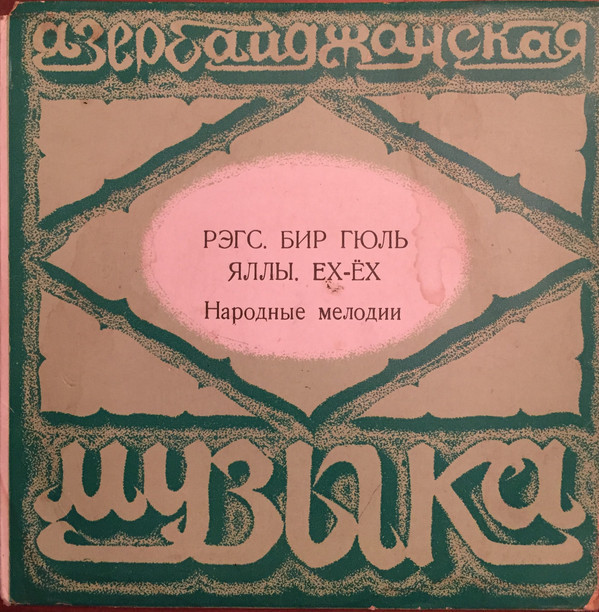 азербайджанская
РЭГС. БИР ГЮЛЬ
ЯЛЛЫ. ЕХ-ЁХ
Народные мелодии
музыка